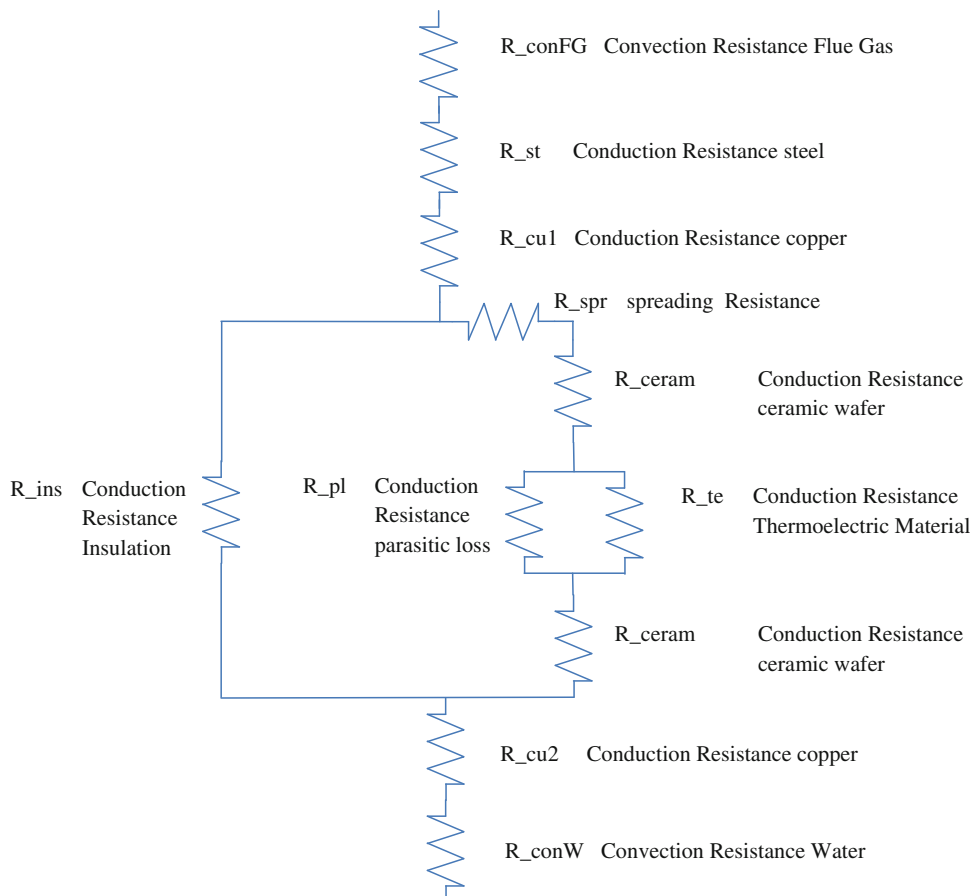 R_conFG Convection Resistance Flue Gas
R_st Conduction Resistance steel
R_cu1 Conduction Resistance copper
R_spr spreading Resistance
R_ceram Conduction Resistance
ceramic wafer
R_ins Conduction
Resistance
Insulation
R_pl Conduction
Resistance
parasitic loss
R_te Conduction Resistance
Thermoelectric Material
R_ceram Conduction Resistance
ceramic wafer
R_cu2 Conduction Resistance copper
R_conW Convection Resistance Water